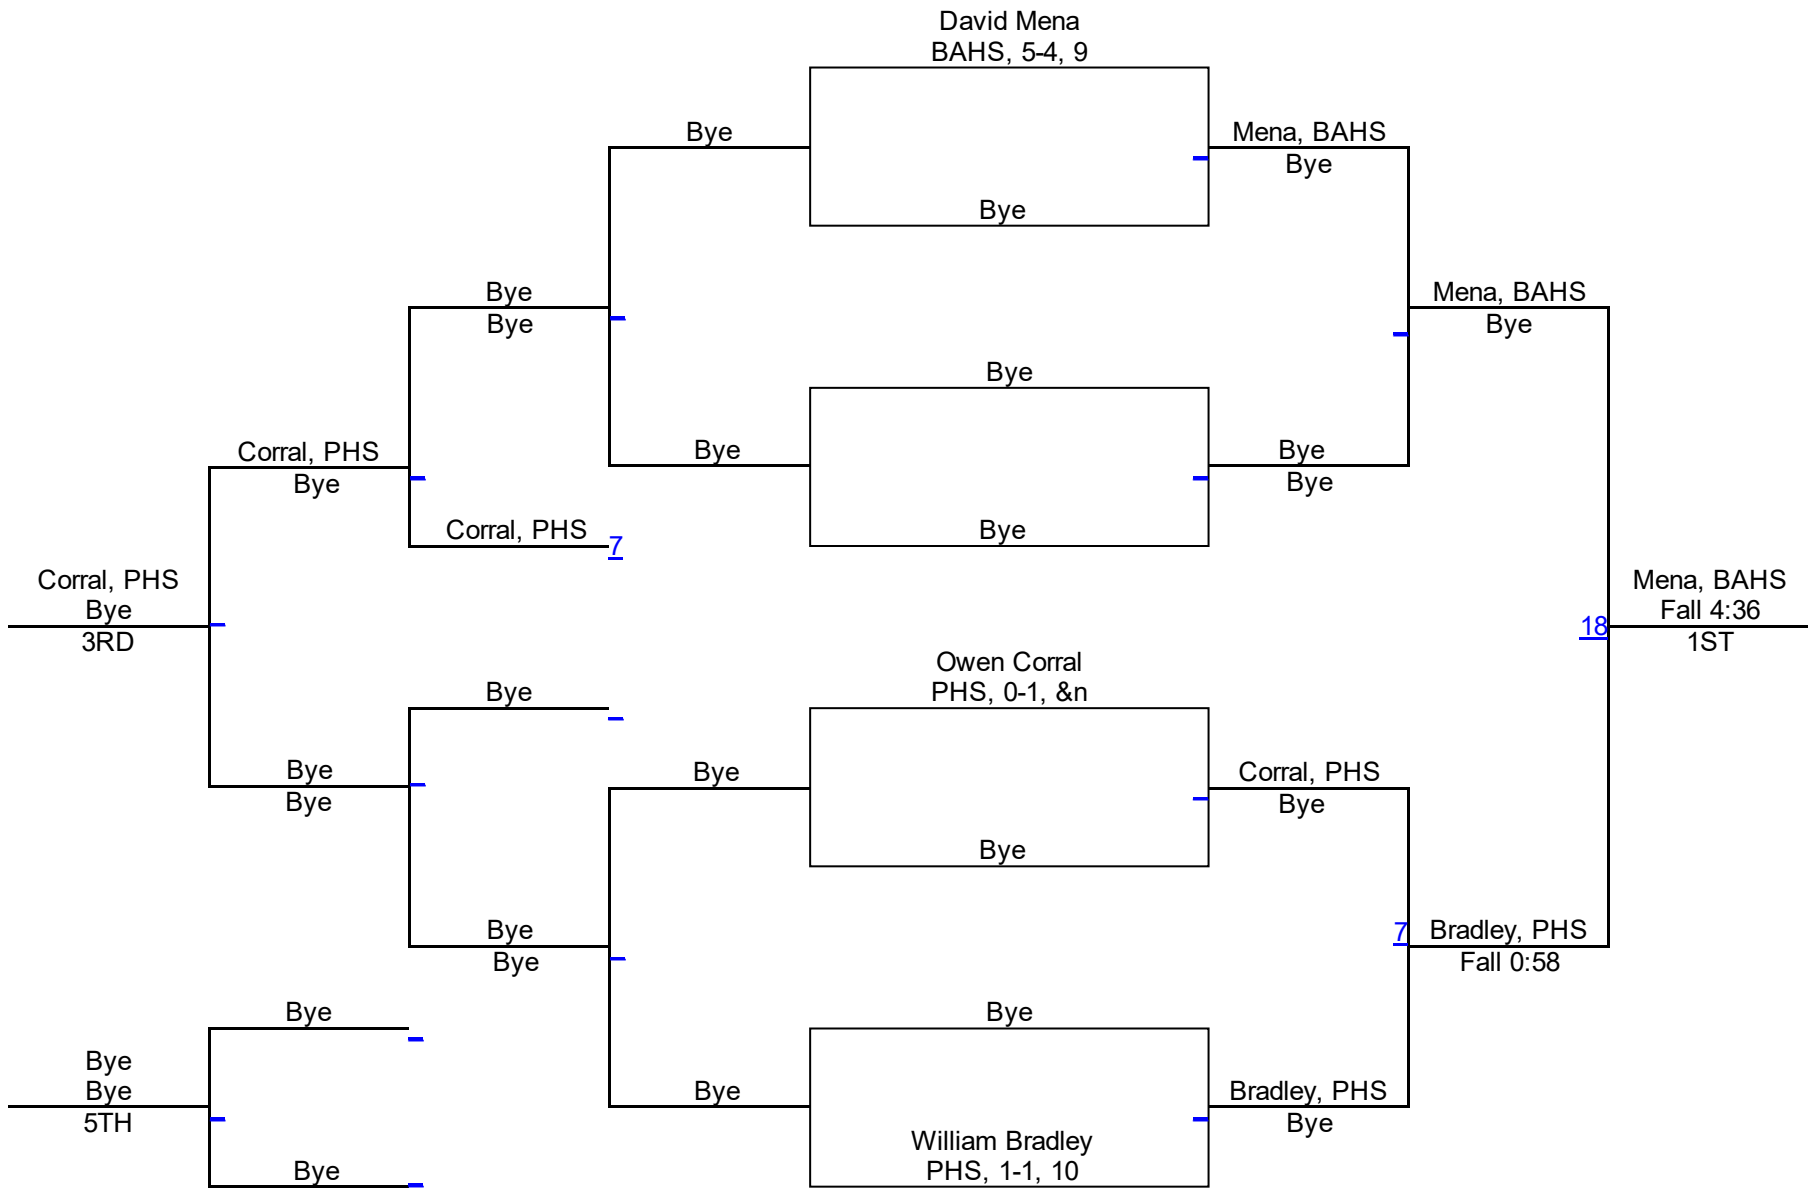 David Mena
BAHS, 5-4, 9
Bye
Mena, BAHS
Bye
Bye
Bye
Bye
Mena, BAHS
Bye
Bye
Corral, PHS
Bye
Bye
Bye
Bye
Bye
Corral, PHS
7
Corral, PHS
Bye
3RD
Mena, BAHS
Fall 4:36
18
1ST
Owen Corral
PHS, 0-1, &n
Bye
Bye
Bye
Bye
Corral, PHS
Bye
Bye
Bye
Bye
7
Bradley, PHS
Fall 0:58
Bye
Bye
Bye
Bye
5TH
Bye
Bradley, PHS
Bye
William Bradley
PHS, 1-1, 10
Bye